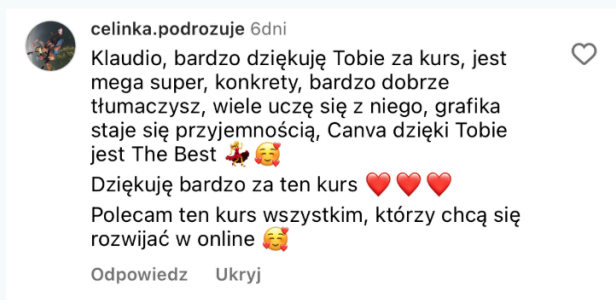 celinka.podrozuje 6dni
Klaudio, bardzo dziękuję Tobie za kurs, jest
mega super, konkrety, bardzo dobrze
tłumaczysz, wiele uczę się z niego, grafika
staje się przyjemnością, Canva dzięki Tobie
jest The Best 💃🥰
Dziękuję bardzo za ten kurs ❤️❤️❤️
Polecam ten kurs wszystkim, którzy chcą się
rozwijać w online 🥰
Odpowiedz Ukryj